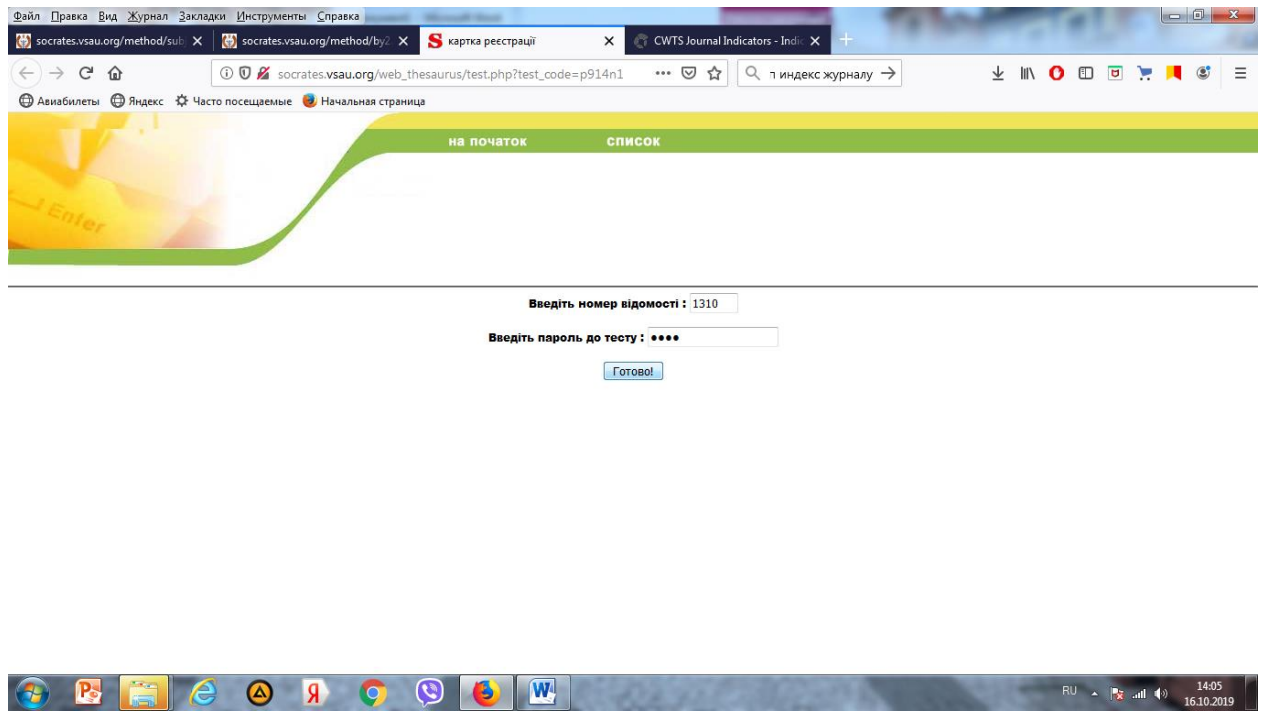 Файл Правка Вид Журнал Закладки Инструменты Справка
socrates.vsau.org/method/sub socrates.vsau.org/method/by2 картка реєстрації CWTS Journal Indicators - Indic
socrates.vsau.org/web_thesaurus/test.php?test_code=p914n1 п индекс журналу
Авиабилеты Яндекс Часто посещаемые Начальная страница
на початок список
Enter
Введіть номер відомості : 1310
Введіть пароль до тесту : ••••
Готово!
RU 14:05
16.10.2019